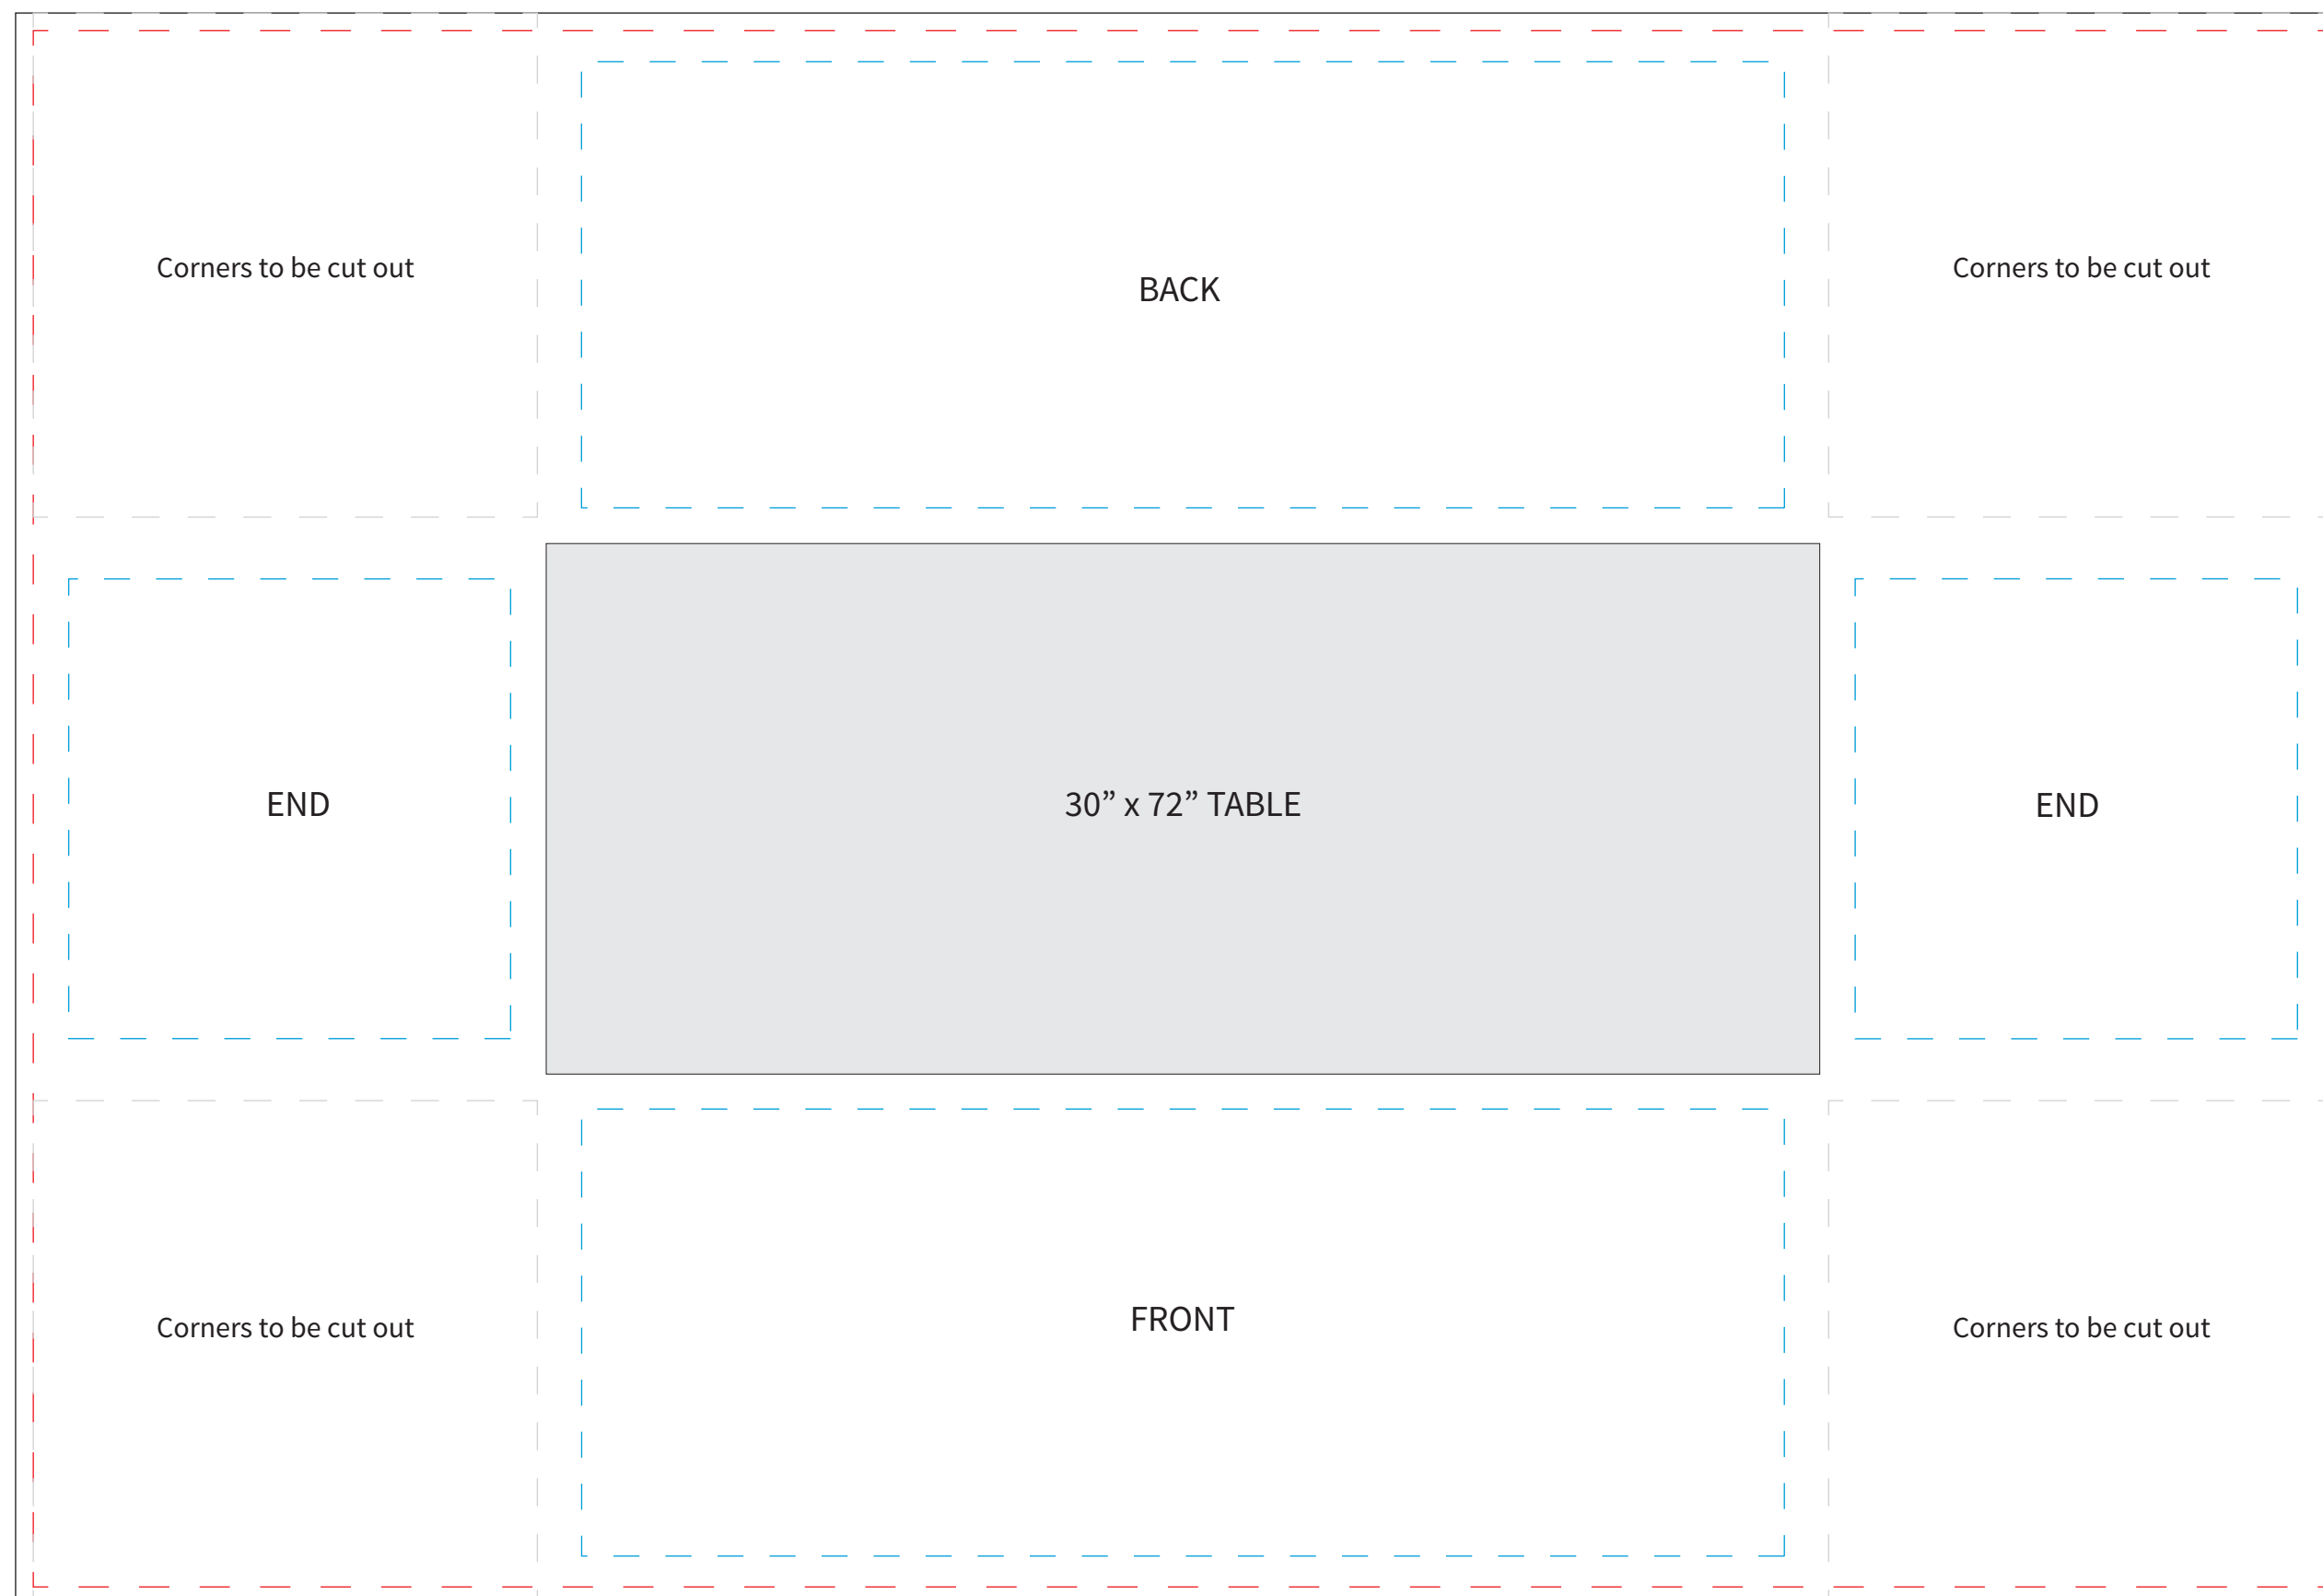 Corners to be cut out
BACK
Corners to be cut out
END
30” x 72” TABLE
END
Corners to be cut out
FRONT
Corners to be cut out